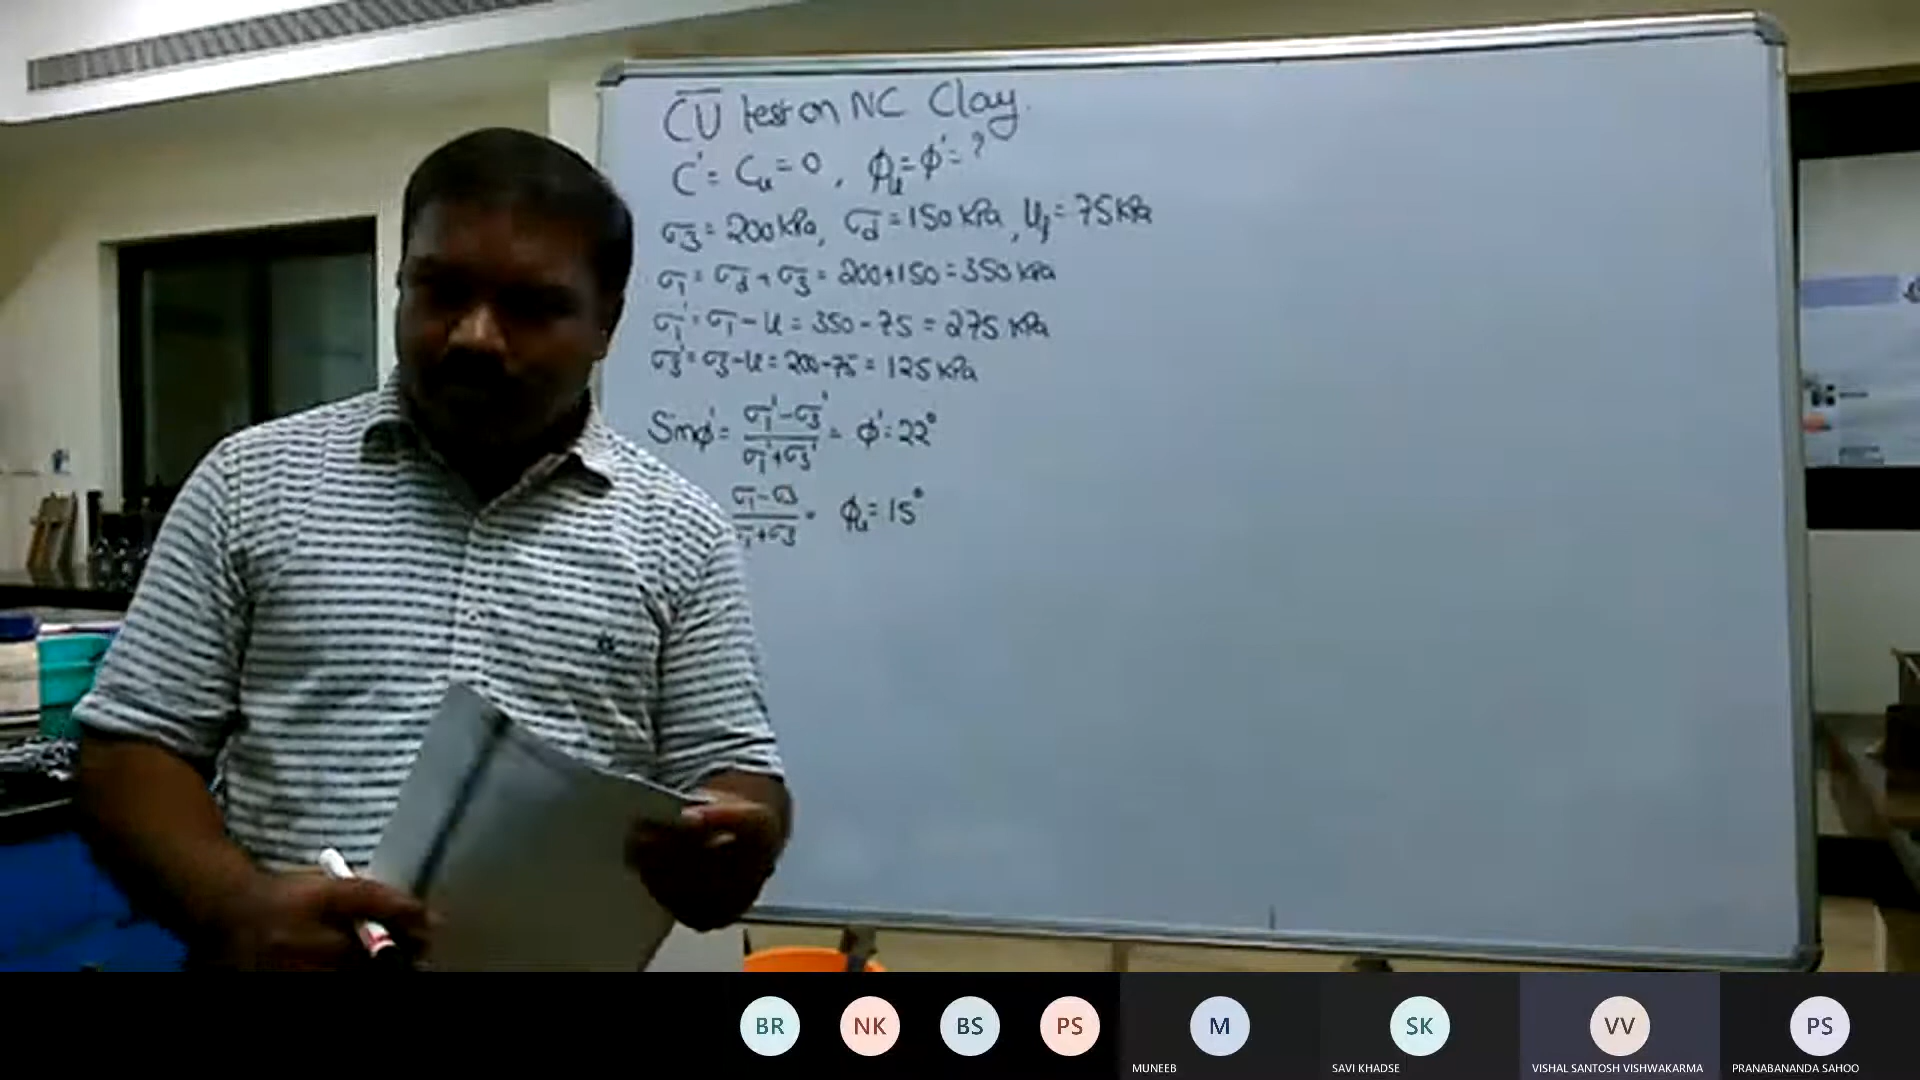 C̅U̅ test on NC Clay.
C' = Cu = 0, ϕu = ϕ' = ?
σ3 = 200 kPa, σd = 150 kPa, Uf = 75 kPa
σ1 = σd + σ3 = 200+150 = 350 kPa
σ1' = σ1 - u = 350 - 75 = 275 kPa
σ3' = σ3 - u = 200-75 = 125 kPa
Sinϕ' = (σ1' - σ3') / (σ1' + σ3') = ϕ' = 22°
(σ1 - σ3) / (σ1 + σ3) = ϕu = 15°
BR NK BS PS M SK VV PS
MUNEEB SAVI KHADSE VISHAL SANTOSH VISHWAKARMA PRANABANANDA SAHOO